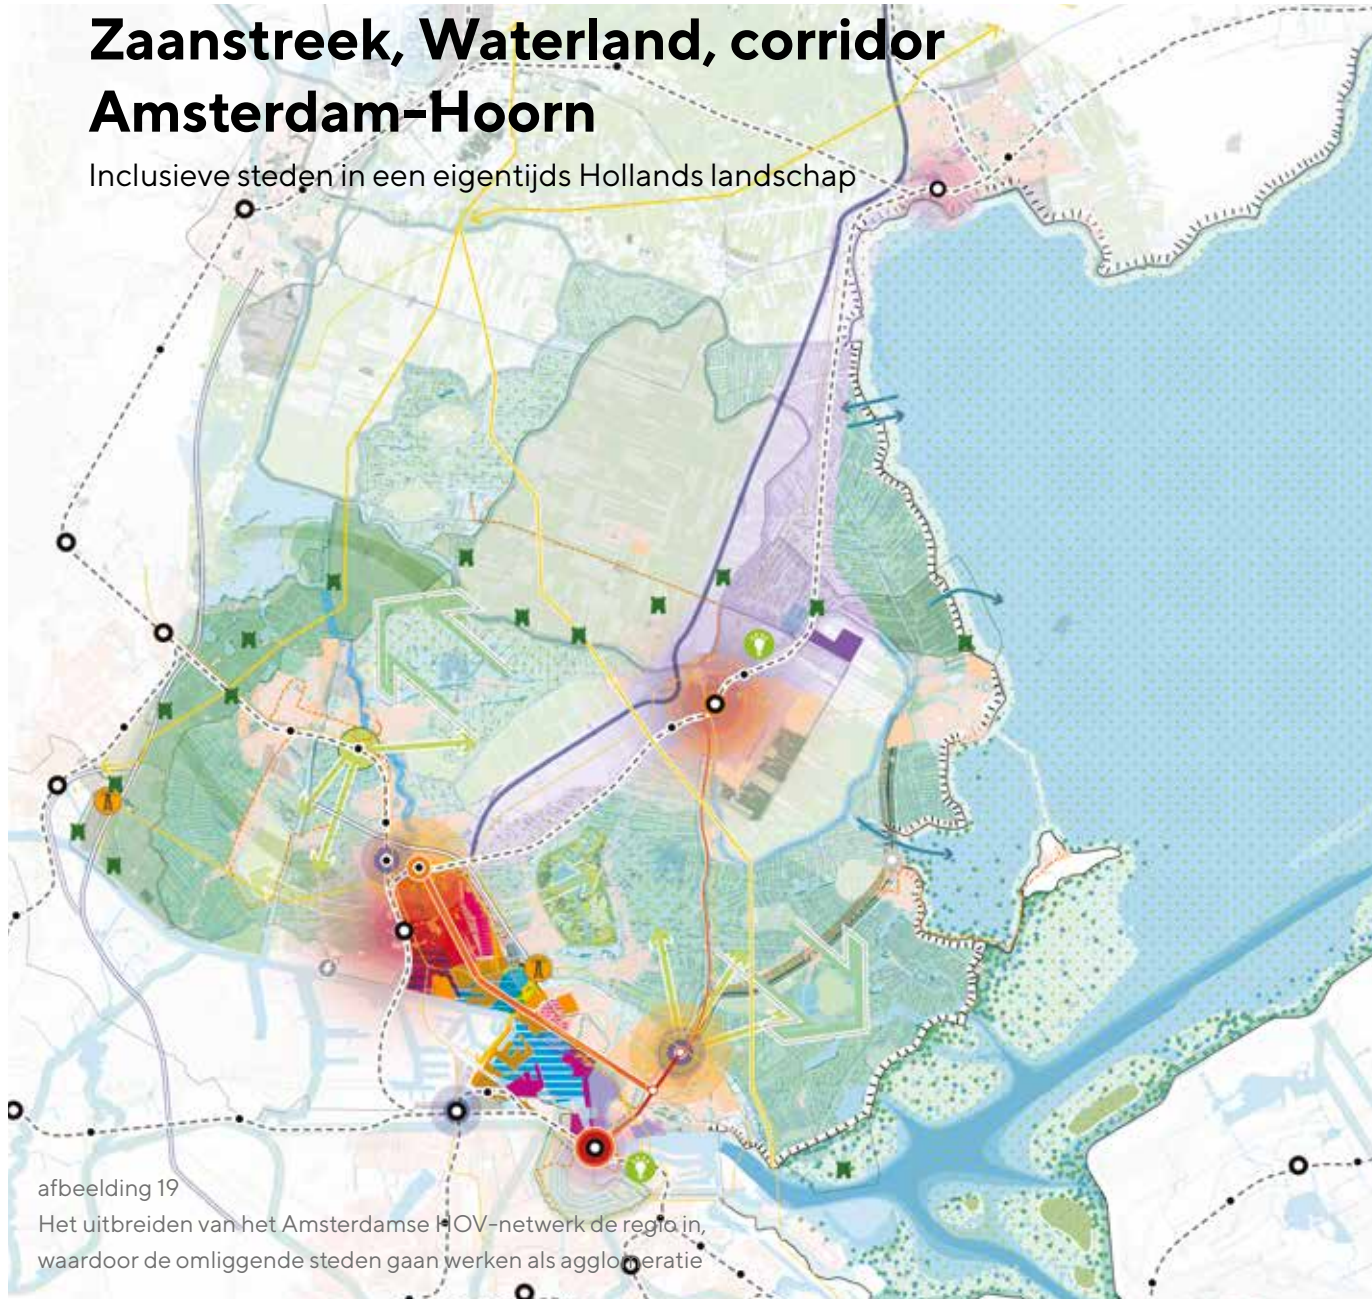 Zaanstreek, Waterland, corridor
Amsterdam-Hoorn
Inclusieve steden in een eigentijds Hollands landschap
afbeelding 19
Het uitbreiden van het Amsterdamse HOV-netwerk de regio in,
waardoor de omliggende steden gaan werken als agglomeratie